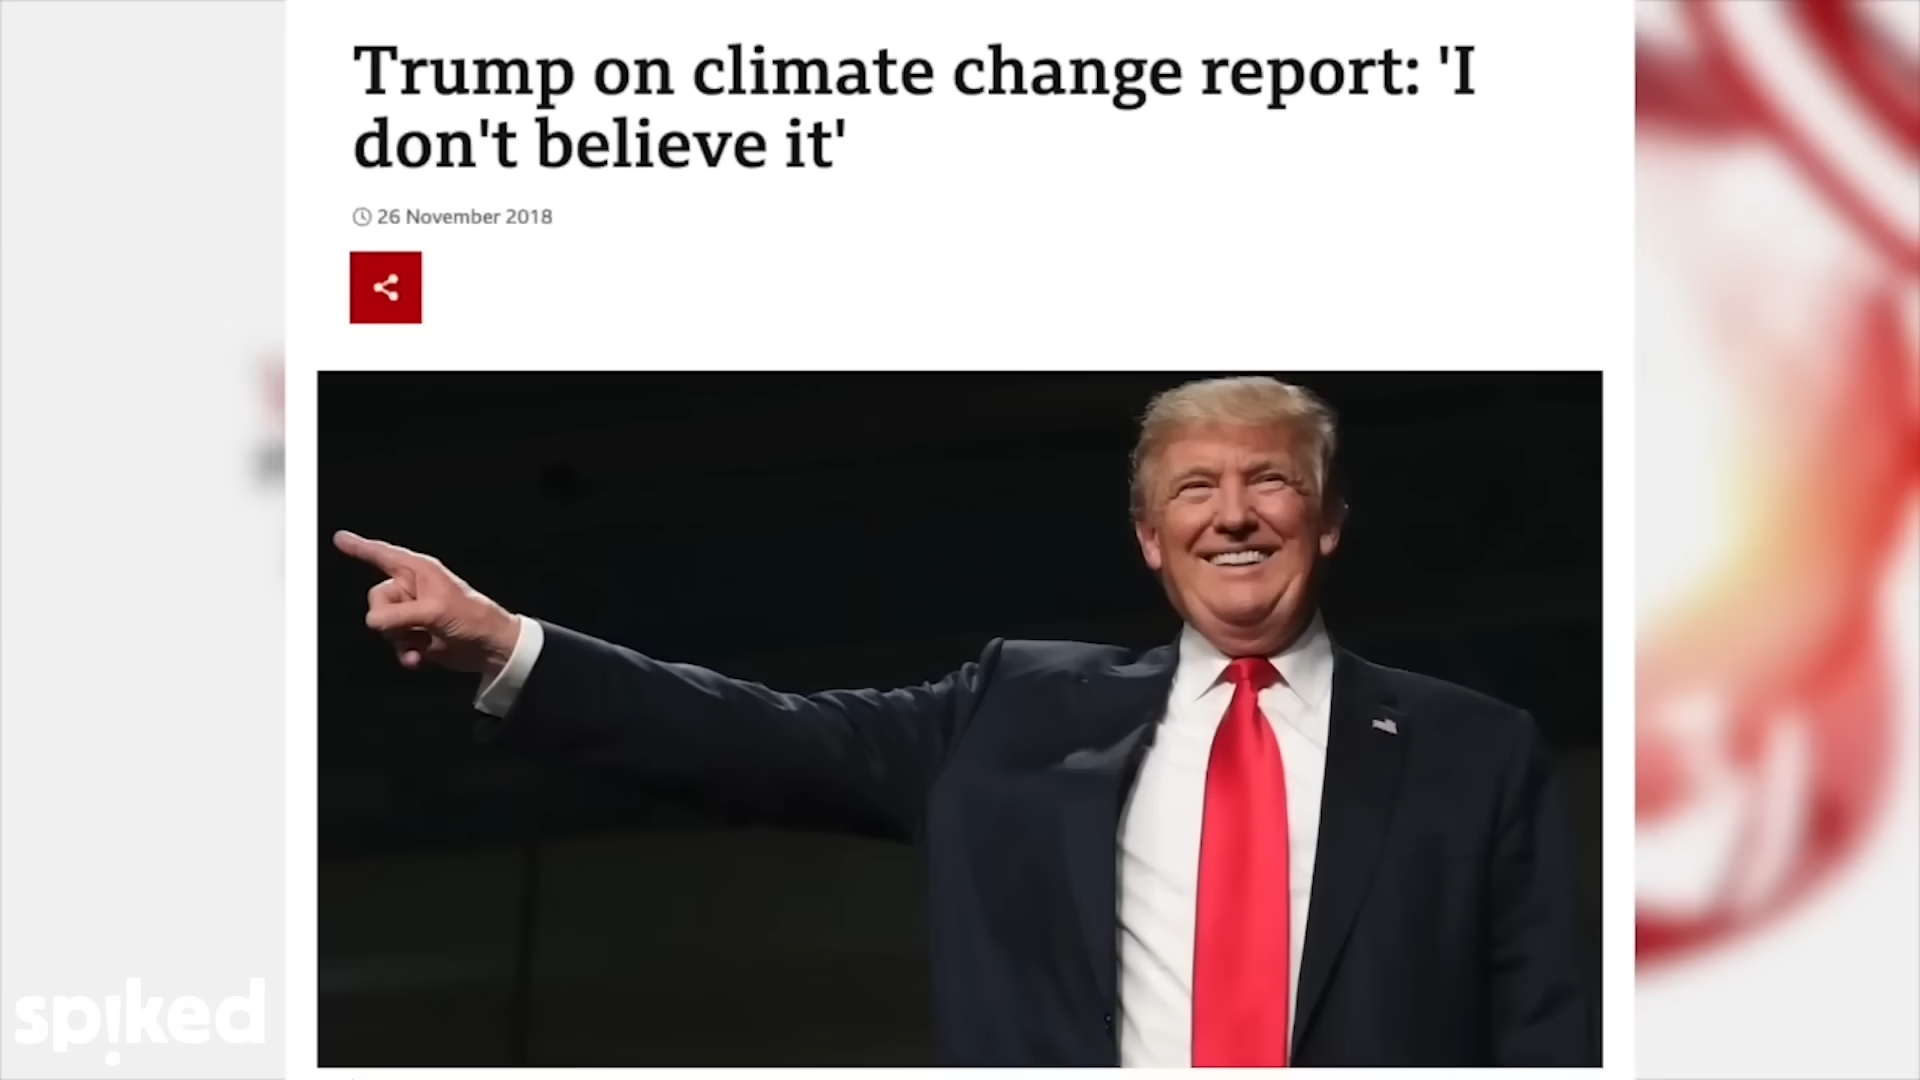 Trump on climate change report: 'I
don't believe it'
26 November 2018
spiked